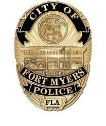 CITY OF
FORT MYERS
POLICE
FLA